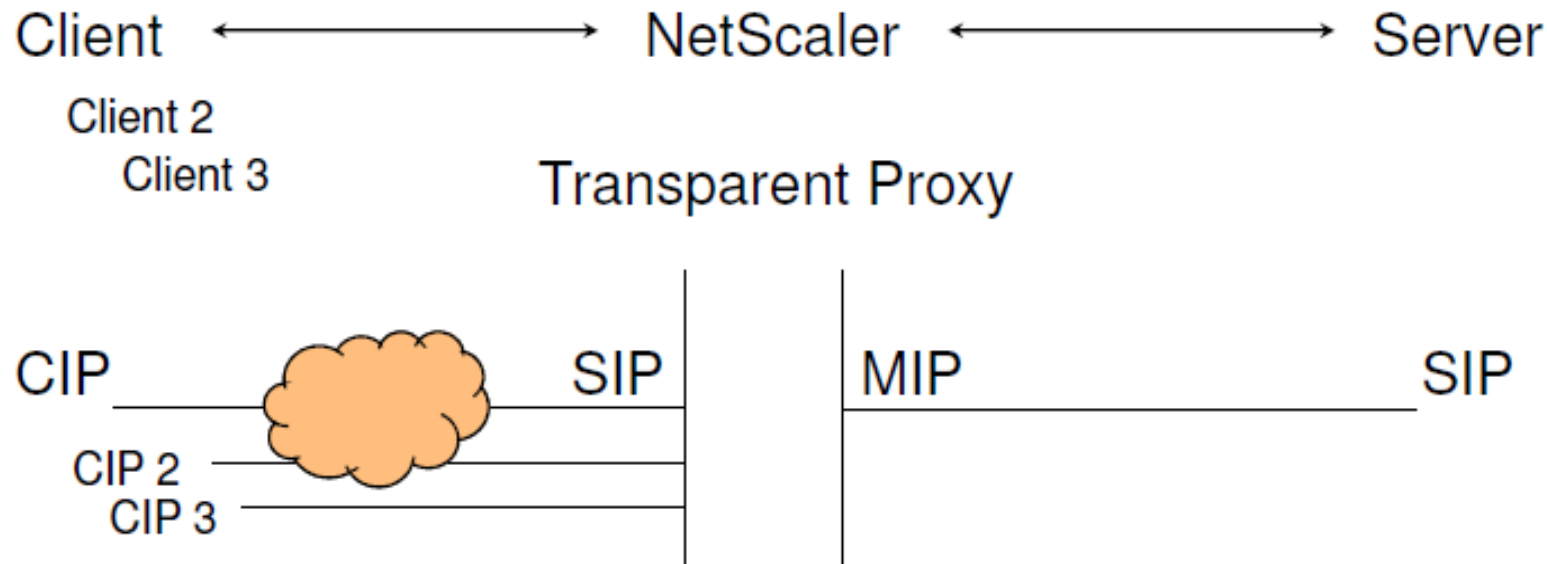 Client NetScaler Server
Client 2
Client 3
Transparent Proxy
CIP SIP MIP SIP
CIP 2
CIP 3